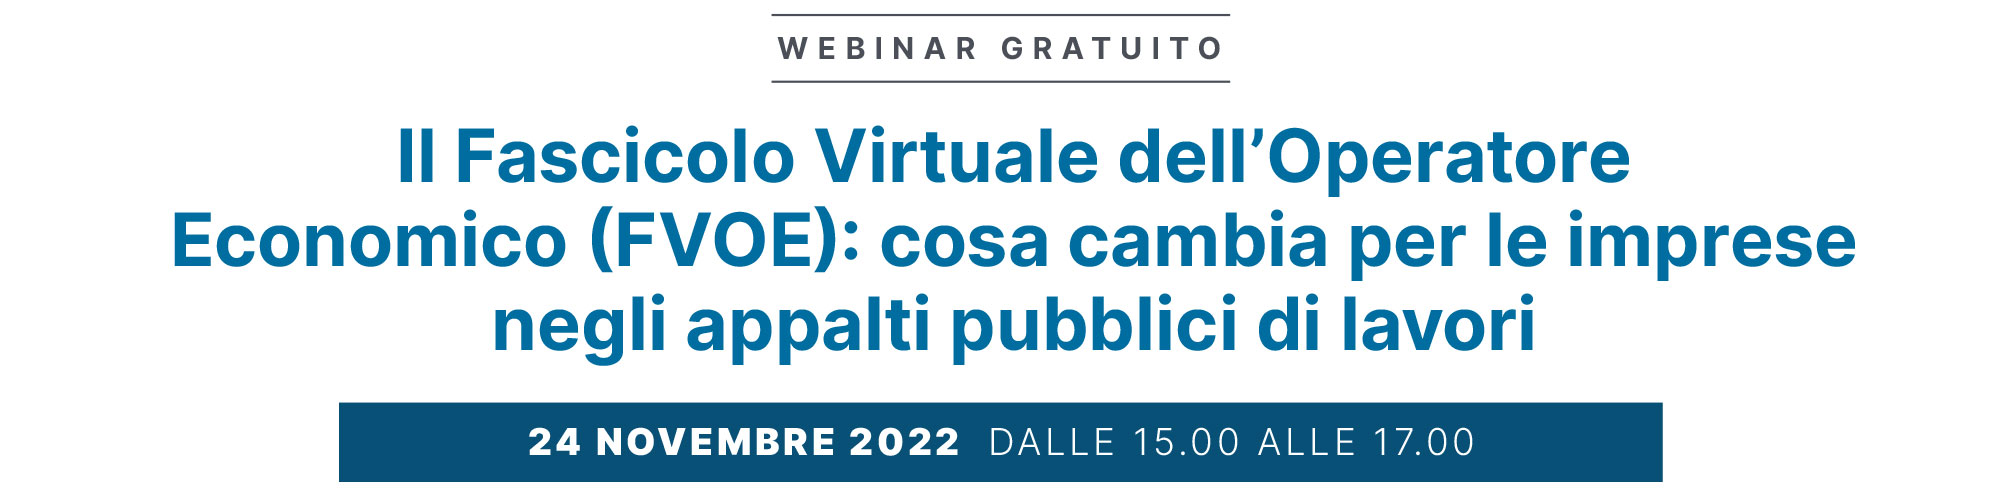 WEBINAR GRATUITO
Il Fascicolo Virtuale dell’Operatore
Economico (FVOE): cosa cambia per le imprese
negli appalti pubblici di lavori
24 NOVEMBRE 2022 DALLE 15.00 ALLE 17.00